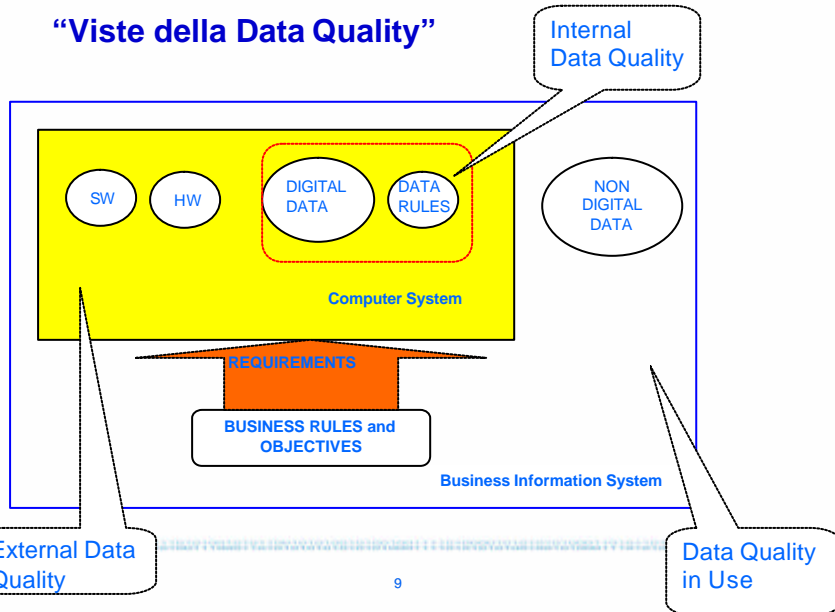 “Viste della Data Quality”
Internal
Data Quality
SW
HW
DIGITAL
DATA
DATA
RULES
NON
DIGITAL
DATA
Computer System
REQUIREMENTS
BUSINESS RULES and
OBJECTIVES
Business Information System
External Data
Quality
Data Quality
in Use
9